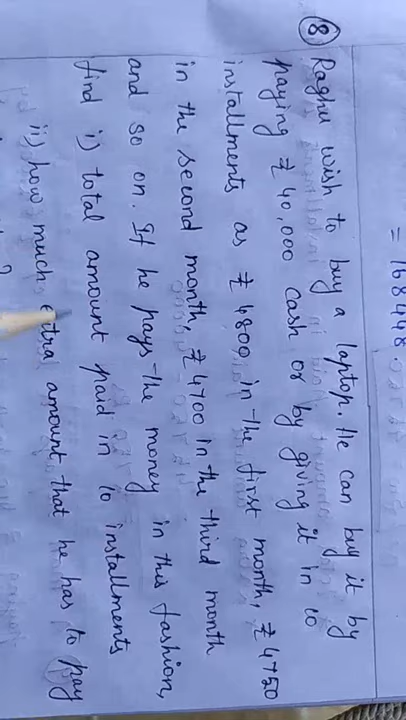 = 168448.
⑧ Raghu wish to buy a laptop. He can buy it by
paying ₹ 40,000 cash or by giving it in 10
installments as ₹ 4800 in the first month, ₹ 4750
in the second month, ₹ 4700 in the third month
and so on. If he pays the money in this fashion,
find i) total amount paid in 10 installments
ii) how much extra amount that he has to pay